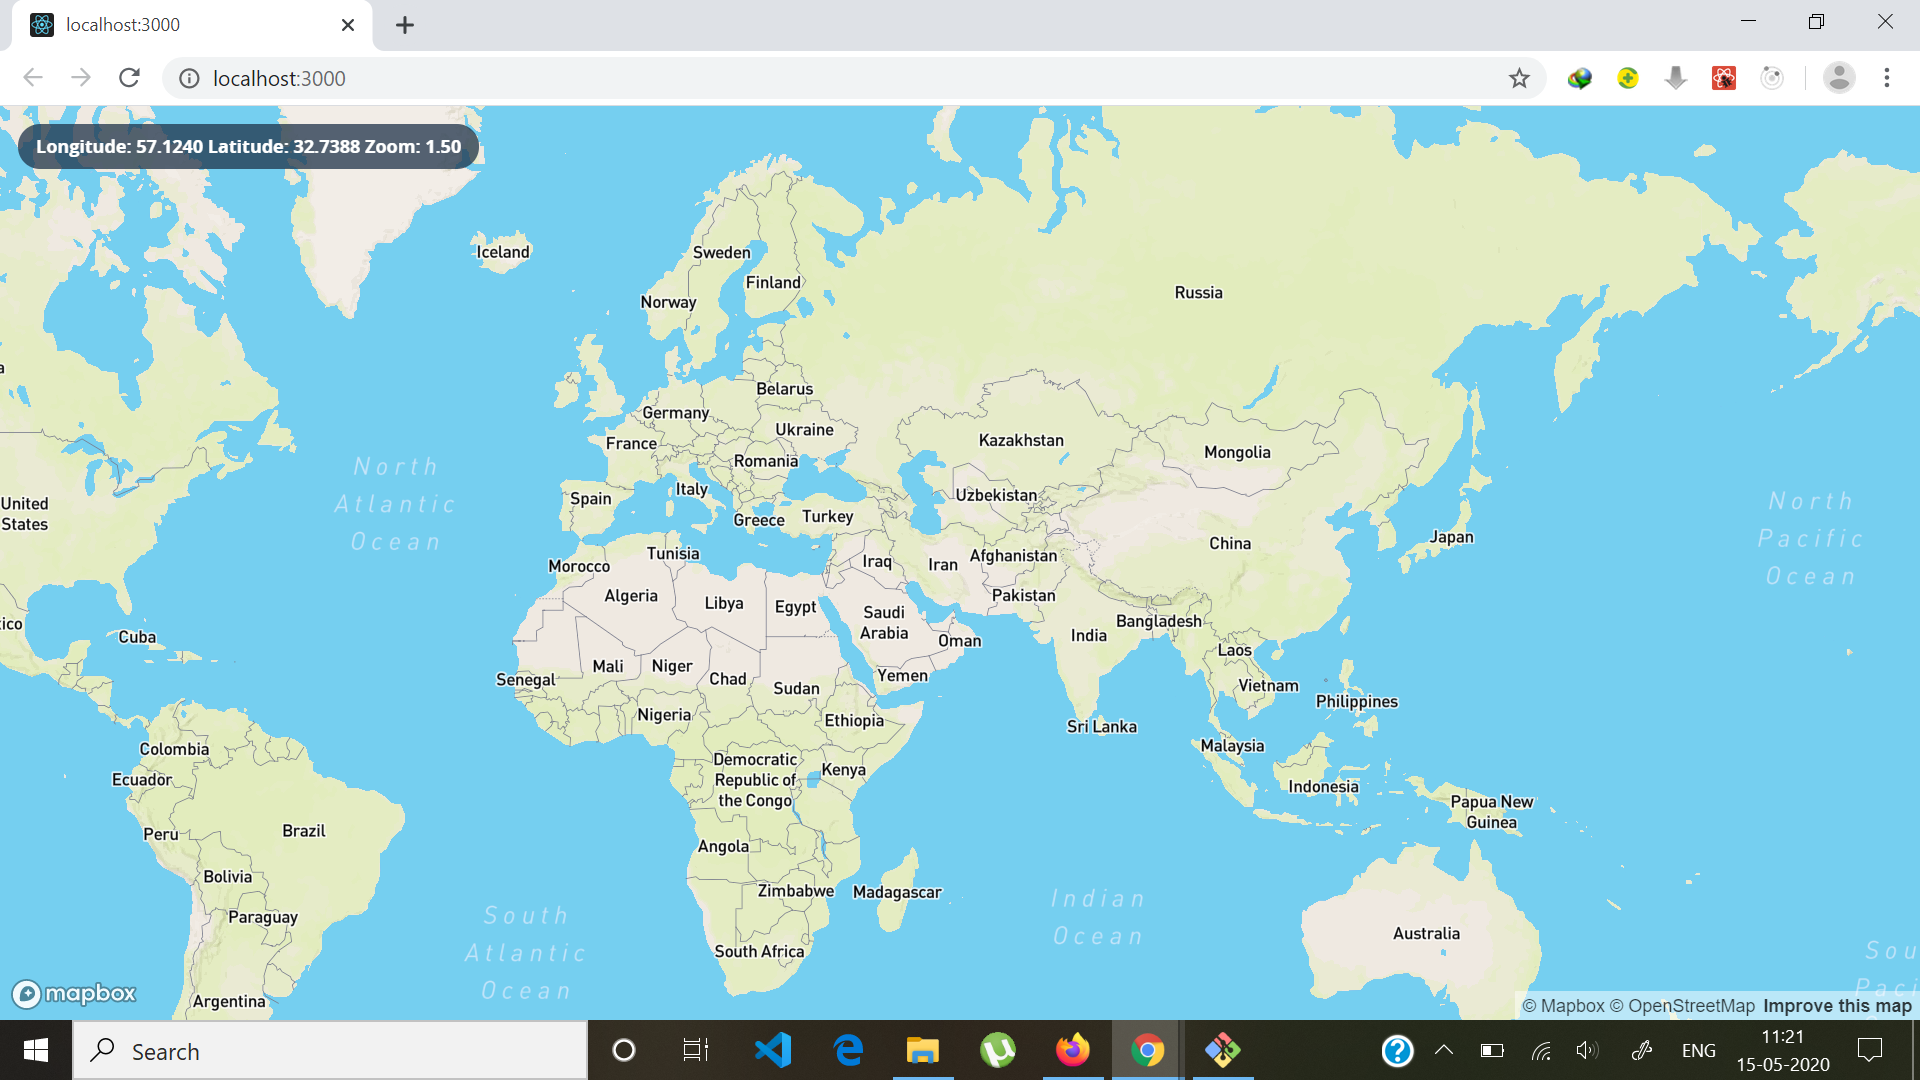 localhost:3000
localhost:3000
Longitude: 57.1240 Latitude: 32.7388 Zoom: 1.50
Iceland
Sweden
Finland
Norway
Russia
Belarus
Germany
Ukraine
France
Kazakhstan
Mongolia
Romania
North
Atlantic
Ocean
Italy
Spain
Uzbekistan
United
States
Greece
Turkey
North
Pacific
Ocean
Japan
China
Tunisia
Afghanistan
Iraq
Iran
Morocco
Algeria
Pakistan
Libya
Egypt
Saudi
Arabia
Bangladesh
ico
Cuba
India
Oman
Laos
Mali
Niger
Yemen
Senegal
Chad
Sudan
Vietnam
Philippines
Nigeria
Ethiopia
Sri Lanka
Malaysia
Colombia
Democratic
Republic of
the Congo
Kenya
Ecuador
Indonesia
Papua New
Guinea
Peru
Brazil
Angola
Bolivia
Zimbabwe
Madagascar
Indian
Ocean
Paraguay
South
Atlantic
Ocean
Australia
South Africa
Sou
Paci
mapbox
Argentina
© Mapbox © OpenStreetMap Improve this map
Search
ENG
11:21
15-05-2020